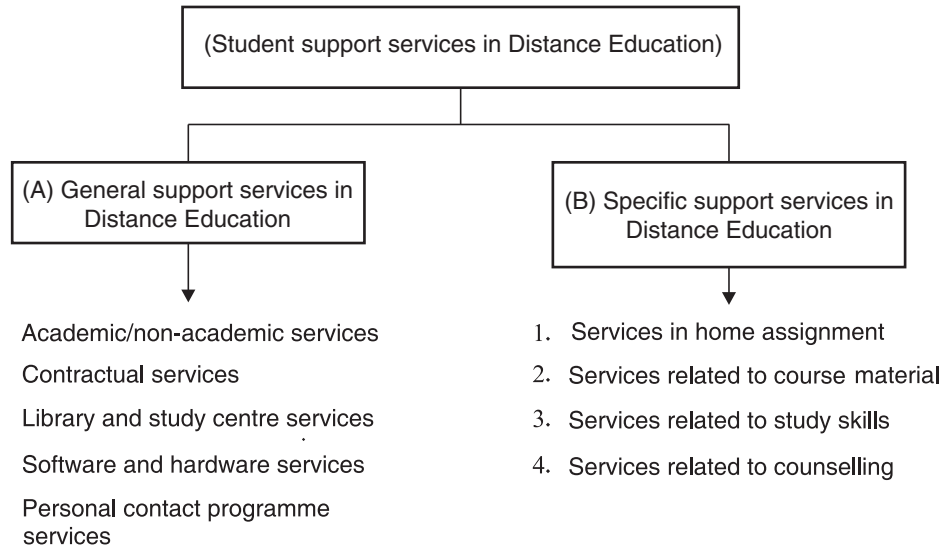 (Student support services in Distance Education)
(A) General support services in
Distance Education
(B) Specific support services in
Distance Education
Academic/non-academic services
Contractual services
Library and study centre services
Software and hardware services
Personal contact programme
services
1. Services in home assignment
2. Services related to course material
3. Services related to study skills
4. Services related to counselling